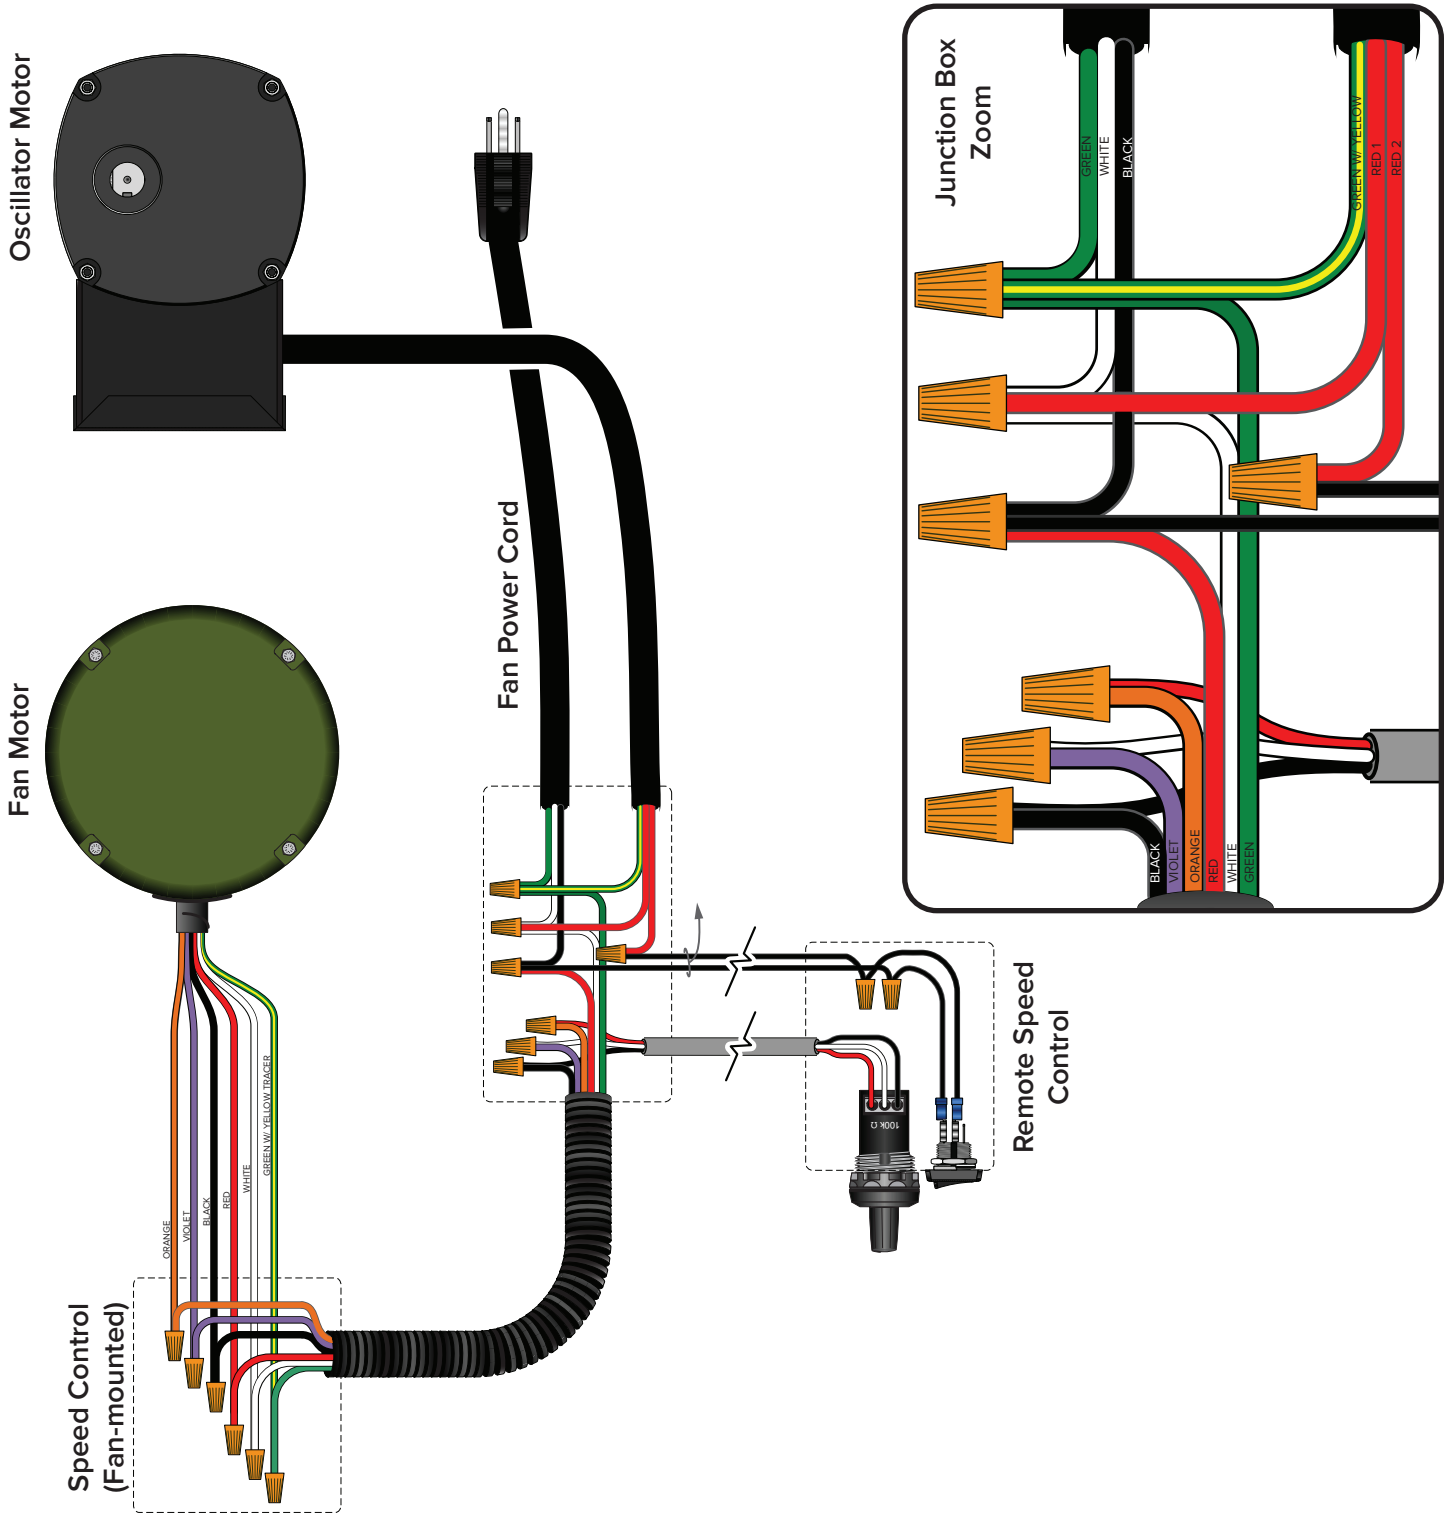 Oscillator Motor
Fan Motor
Fan Power Cord
Junction Box
Zoom
GREEN
WHITE
BLACK
GREEN W/ YELLOW
RED 1
RED 2
BLACK
VIOLET
ORANGE
RED
WHITE
GREEN
ORANGE
VIOLET
BLACK
RED
WHITE
GREEN W/ YELLOW TRACER
Speed Control
(Fan-mounted)
Remote Speed
Control
100k Ω